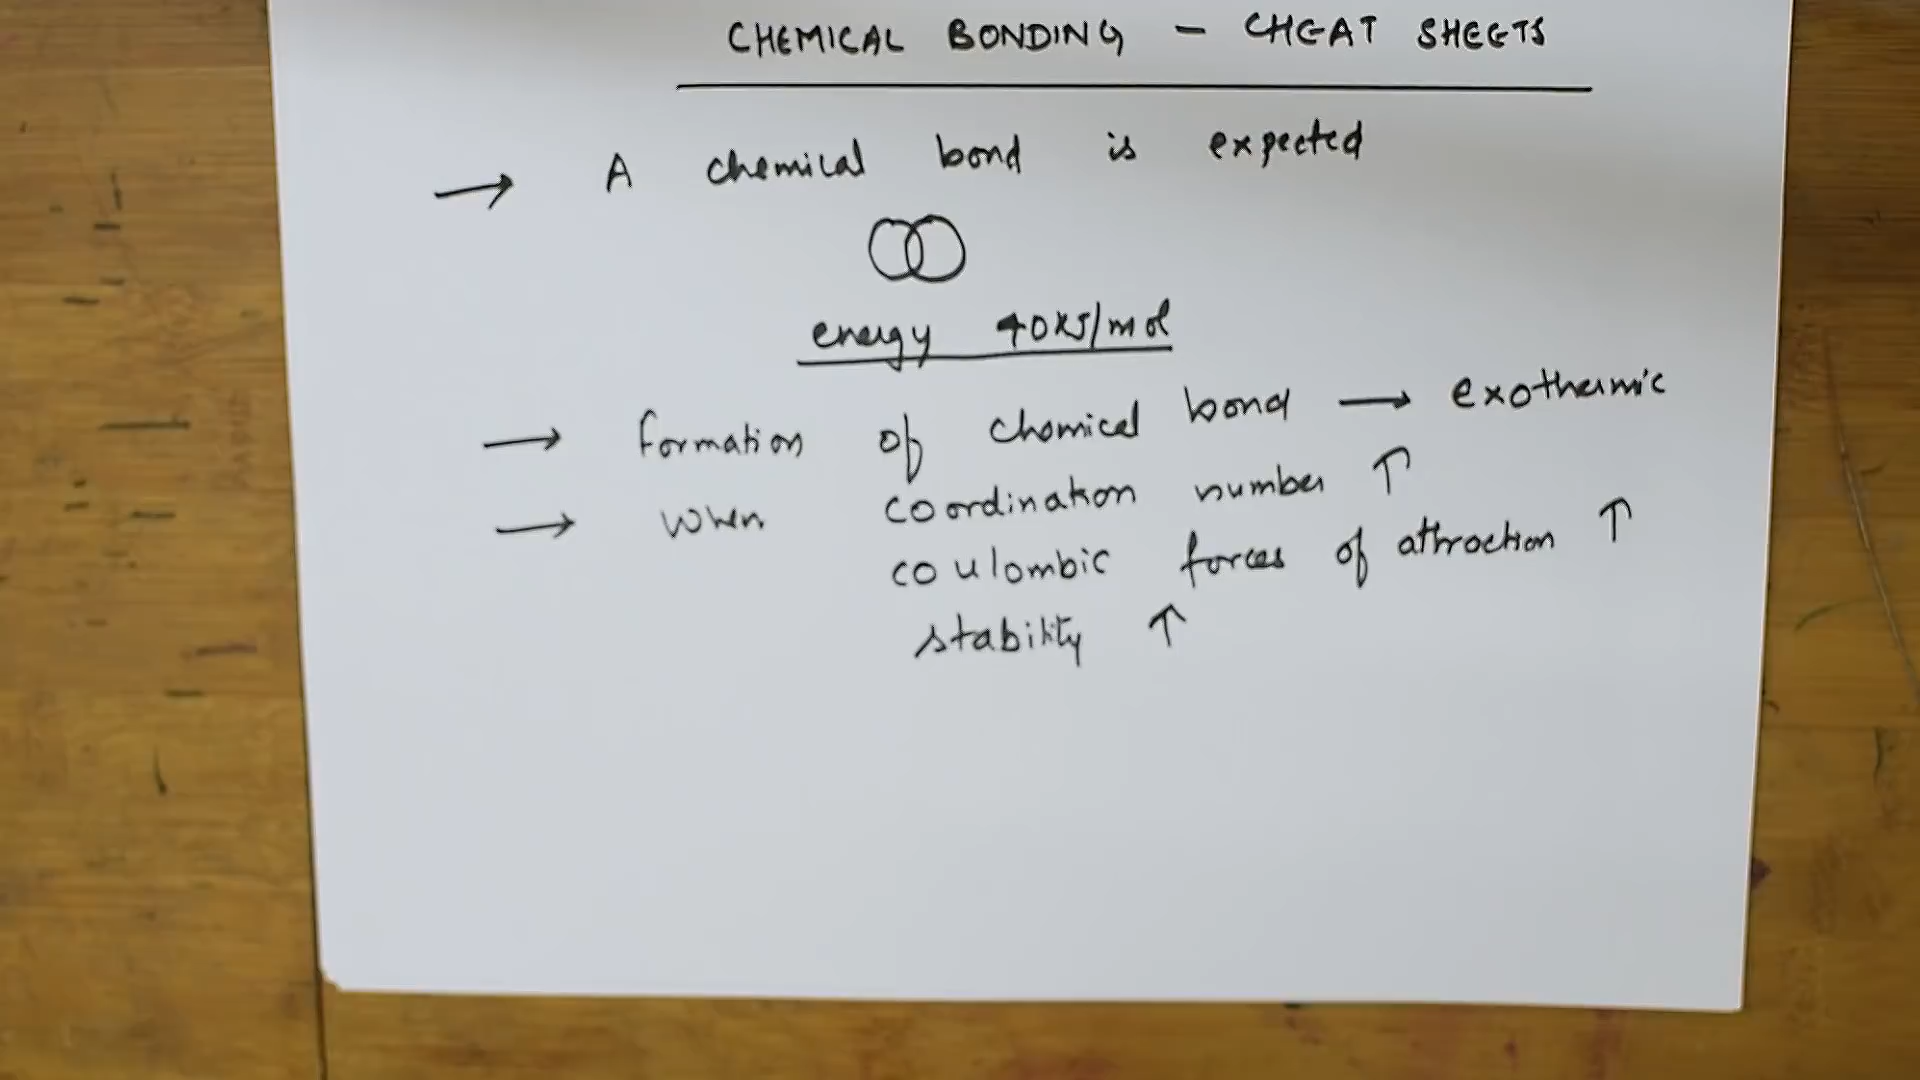 CHEMICAL BONDING - CHEAT SHEETS
→ A chemical bond is expected
energy 40KJ/mol
→ formation of chemical bond → exothermic
→ When coordination number ↑
coulombic forces of attraction ↑
stability ↑